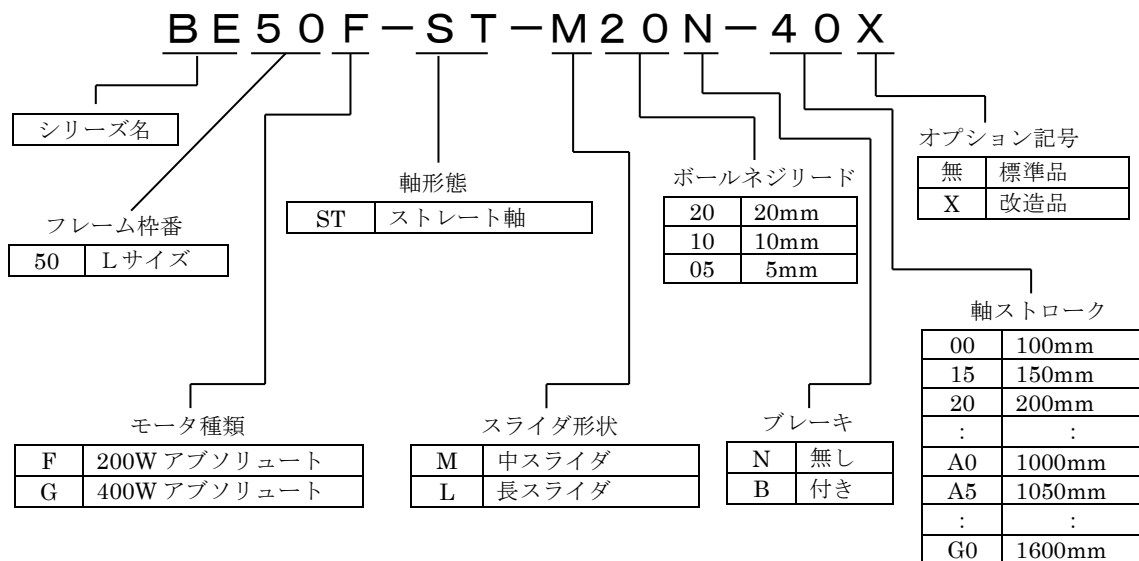 ＢＥ５０Ｆ－ＳＴ－Ｍ２０Ｎ－４０Ｘ
シリーズ名
オプション記号
無 標準品
X 改造品
ボールネジリード
20 20mm
10 10mm
05 5mm
軸形態
ST ストレート軸
フレーム枠番
50 Ｌサイズ
軸ストローク
00 100mm
15 150mm
20 200mm
: :
A0 1000mm
A5 1050mm
: :
G0 1600mm
モータ種類
F 200W アブソリュート
G 400W アブソリュート
スライダ形状
M 中スライダ
L 長スライダ
ブレーキ
N 無し
B 付き